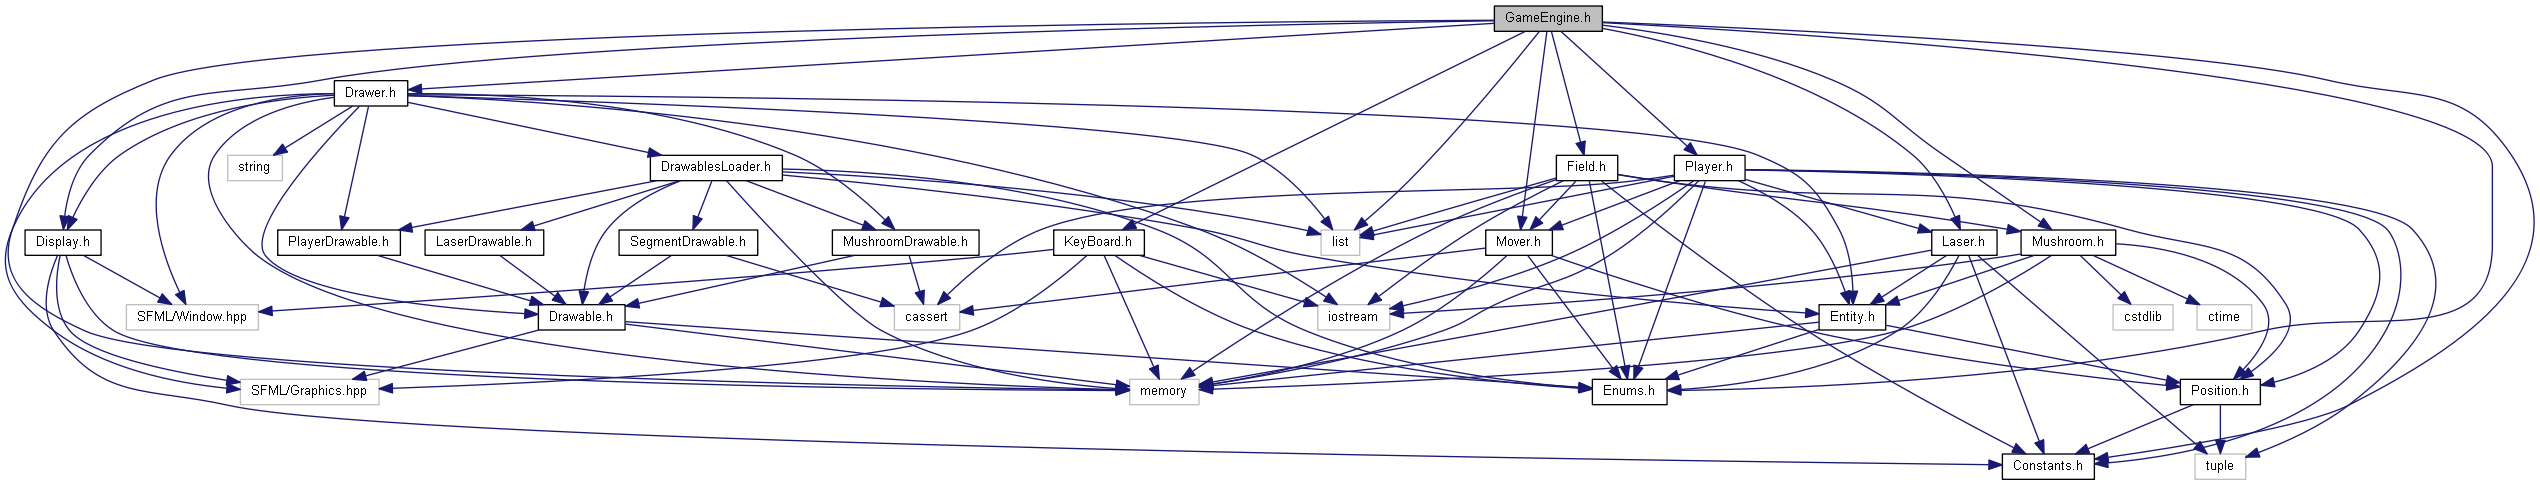 GameEngine.h
Drawer.h
string
DrawablesLoader.h
Field.h
Player.h
Display.h
PlayerDrawable.h
LaserDrawable.h
SegmentDrawable.h
MushroomDrawable.h
KeyBoard.h
list
Mover.h
Laser.h
Mushroom.h
SFML/Window.hpp
Drawable.h
cassert
iostream
Entity.h
cstdlib
ctime
SFML/Graphics.hpp
memory
Enums.h
Position.h
Constants.h
tuple